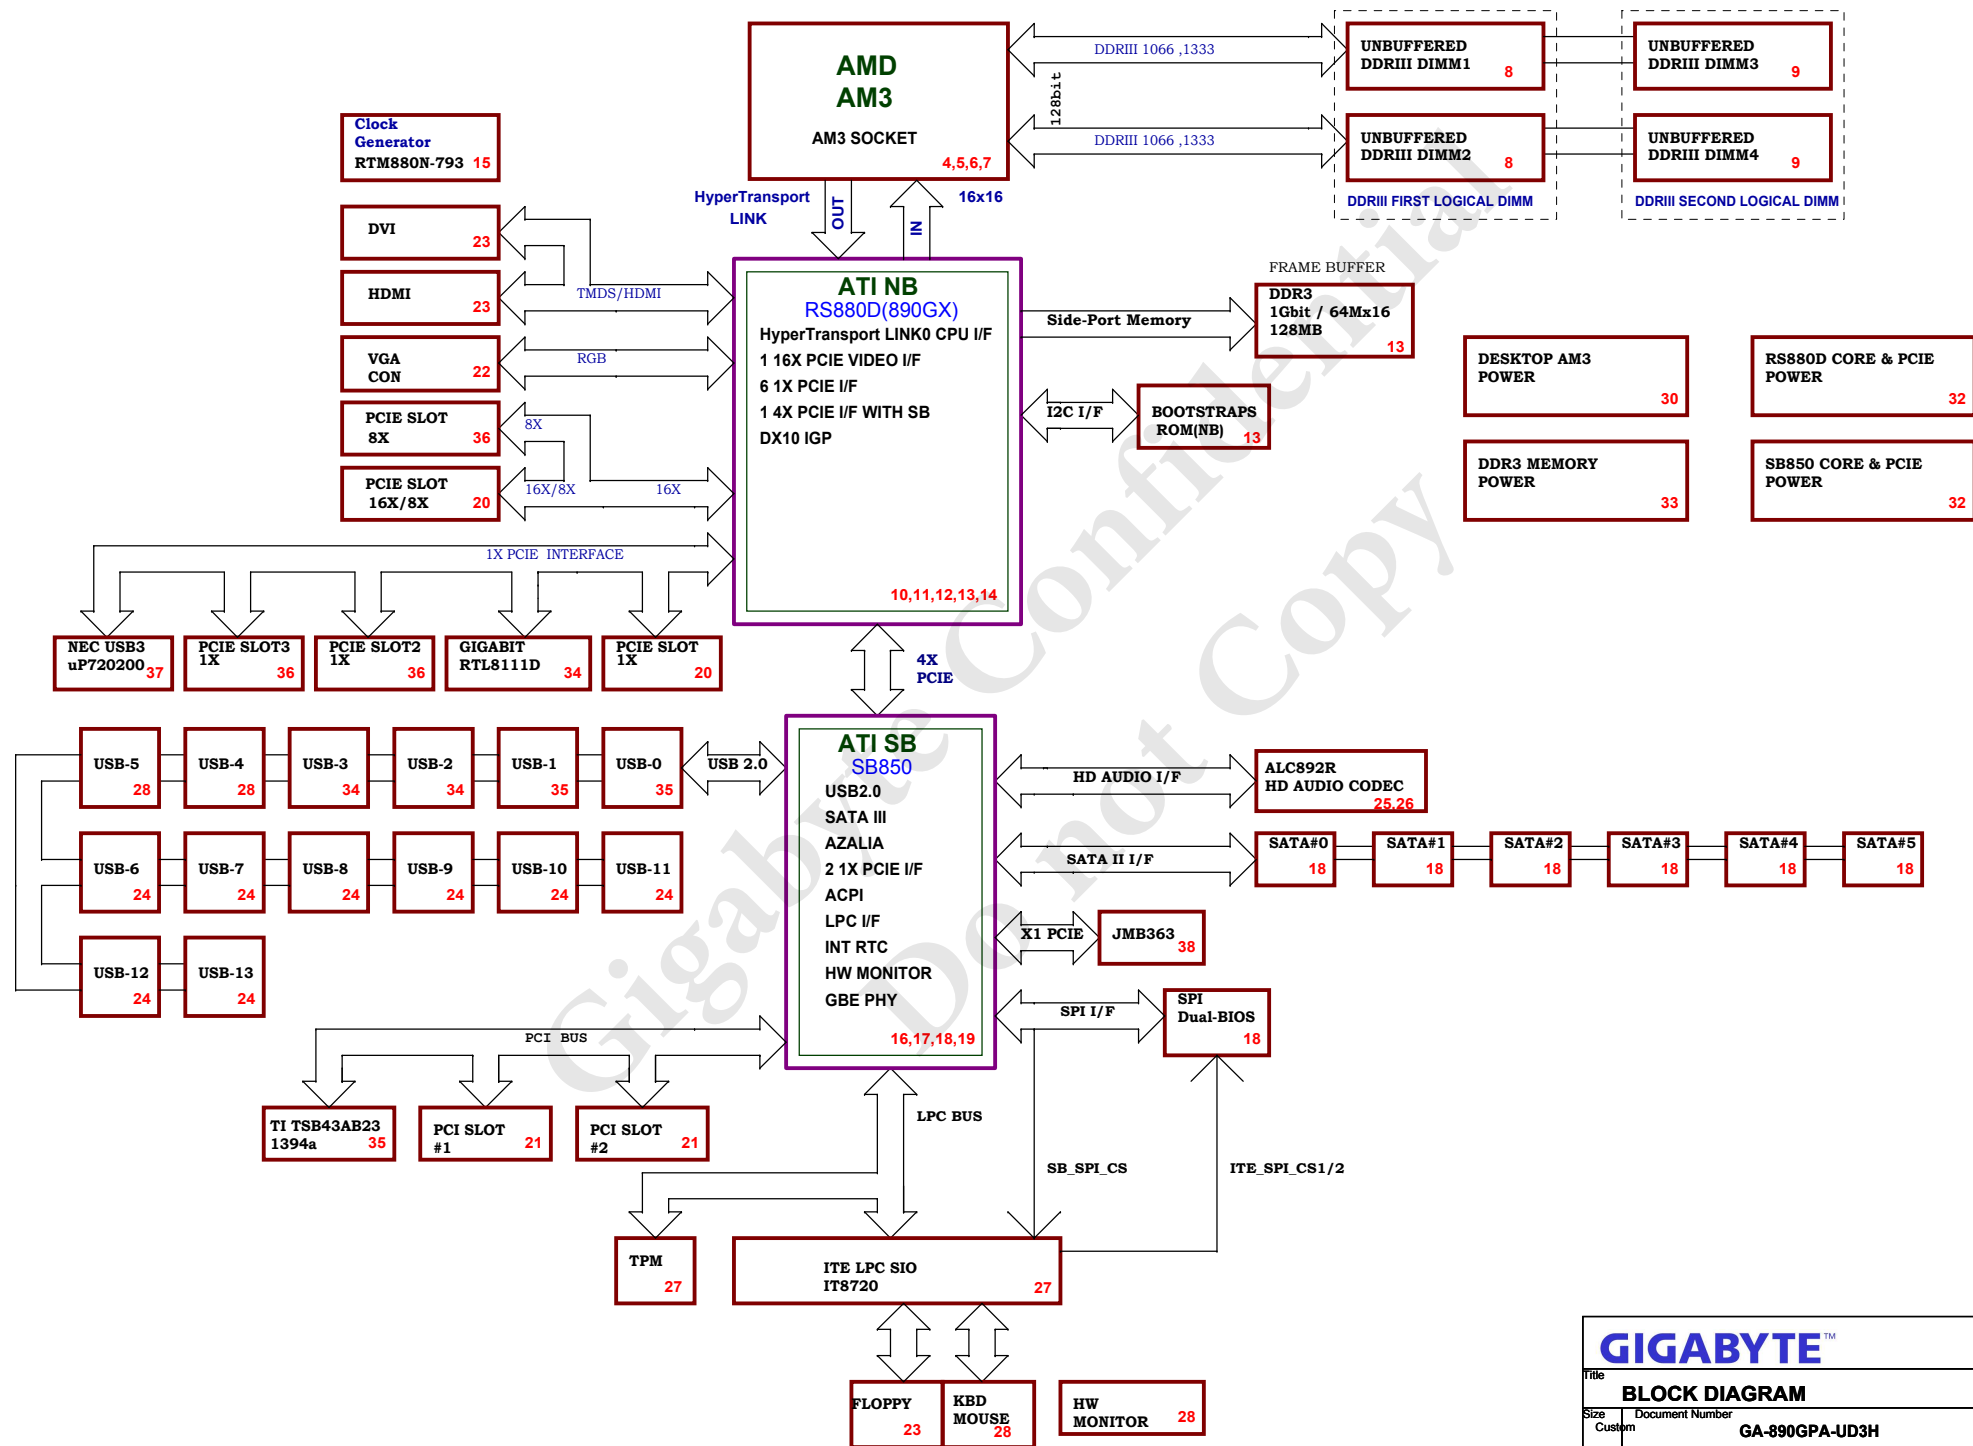 AMD
AM3
AM3 SOCKET
4,5,6,7
DDRIII 1066 ,1333
128bit
DDRIII 1066 ,1333
UNBUFFERED
DDRIII DIMM1
8
UNBUFFERED
DDRIII DIMM3
9
UNBUFFERED
DDRIII DIMM2
8
UNBUFFERED
DDRIII DIMM4
9
DDRIII FIRST LOGICAL DIMM
DDRIII SECOND LOGICAL DIMM
Clock
Generator
RTM880N-793 15
HyperTransport
LINK
OUT
IN
16x16
DVI
23
HDMI
23
TMDS/HDMI
VGA
CON
22
RGB
PCIE SLOT
8X
36
8X
PCIE SLOT
16X/8X
20
16X/8X
16X
1X PCIE INTERFACE
ATI NB
RS880D(890GX)
HyperTransport LINK0 CPU I/F
1 16X PCIE VIDEO I/F
6 1X PCIE I/F
1 4X PCIE I/F WITH SB
DX10 IGP
10,11,12,13,14
FRAME BUFFER
Side-Port Memory
DDR3
1Gbit / 64Mx16
128MB
13
I2C I/F
BOOTSTRAPS
ROM(NB)
13
DESKTOP AM3
POWER
30
RS880D CORE & PCIE
POWER
32
DDR3 MEMORY
POWER
33
SB850 CORE & PCIE
POWER
32
NEC USB3
uP720200
37
PCIE SLOT3
1X
36
PCIE SLOT2
1X
36
GIGABIT
RTL8111D
34
PCIE SLOT
1X
20
4X
PCIE
USB-5
28
USB-4
28
USB-3
34
USB-2
34
USB-1
35
USB-0
35
USB 2.0
USB-6
24
USB-7
24
USB-8
24
USB-9
24
USB-10
24
USB-11
24
USB-12
24
USB-13
24
ATI SB
SB850
USB2.0
SATA III
AZALIA
2 1X PCIE I/F
ACPI
LPC I/F
INT RTC
HW MONITOR
GBE PHY
16,17,18,19
HD AUDIO I/F
ALC892R
HD AUDIO CODEC
25,26
SATA II I/F
SATA#0
18
SATA#1
18
SATA#2
18
SATA#3
18
SATA#4
18
SATA#5
18
X1 PCIE
JMB363
38
SPI I/F
SPI
Dual-BIOS
18
PCI BUS
TI TSB43AB23
1394a
35
PCI SLOT
#1
21
PCI SLOT
#2
21
LPC BUS
SB_SPI_CS
ITE_SPI_CS1/2
TPM
27
ITE LPC SIO
IT8720
27
FLOPPY
23
KBD
MOUSE
28
HW
MONITOR
28
Gigabyte Confidential
Do not Copy
GIGABYTE™
Title
BLOCK DIAGRAM
Size
Custom
Document Number
GA-890GPA-UD3H